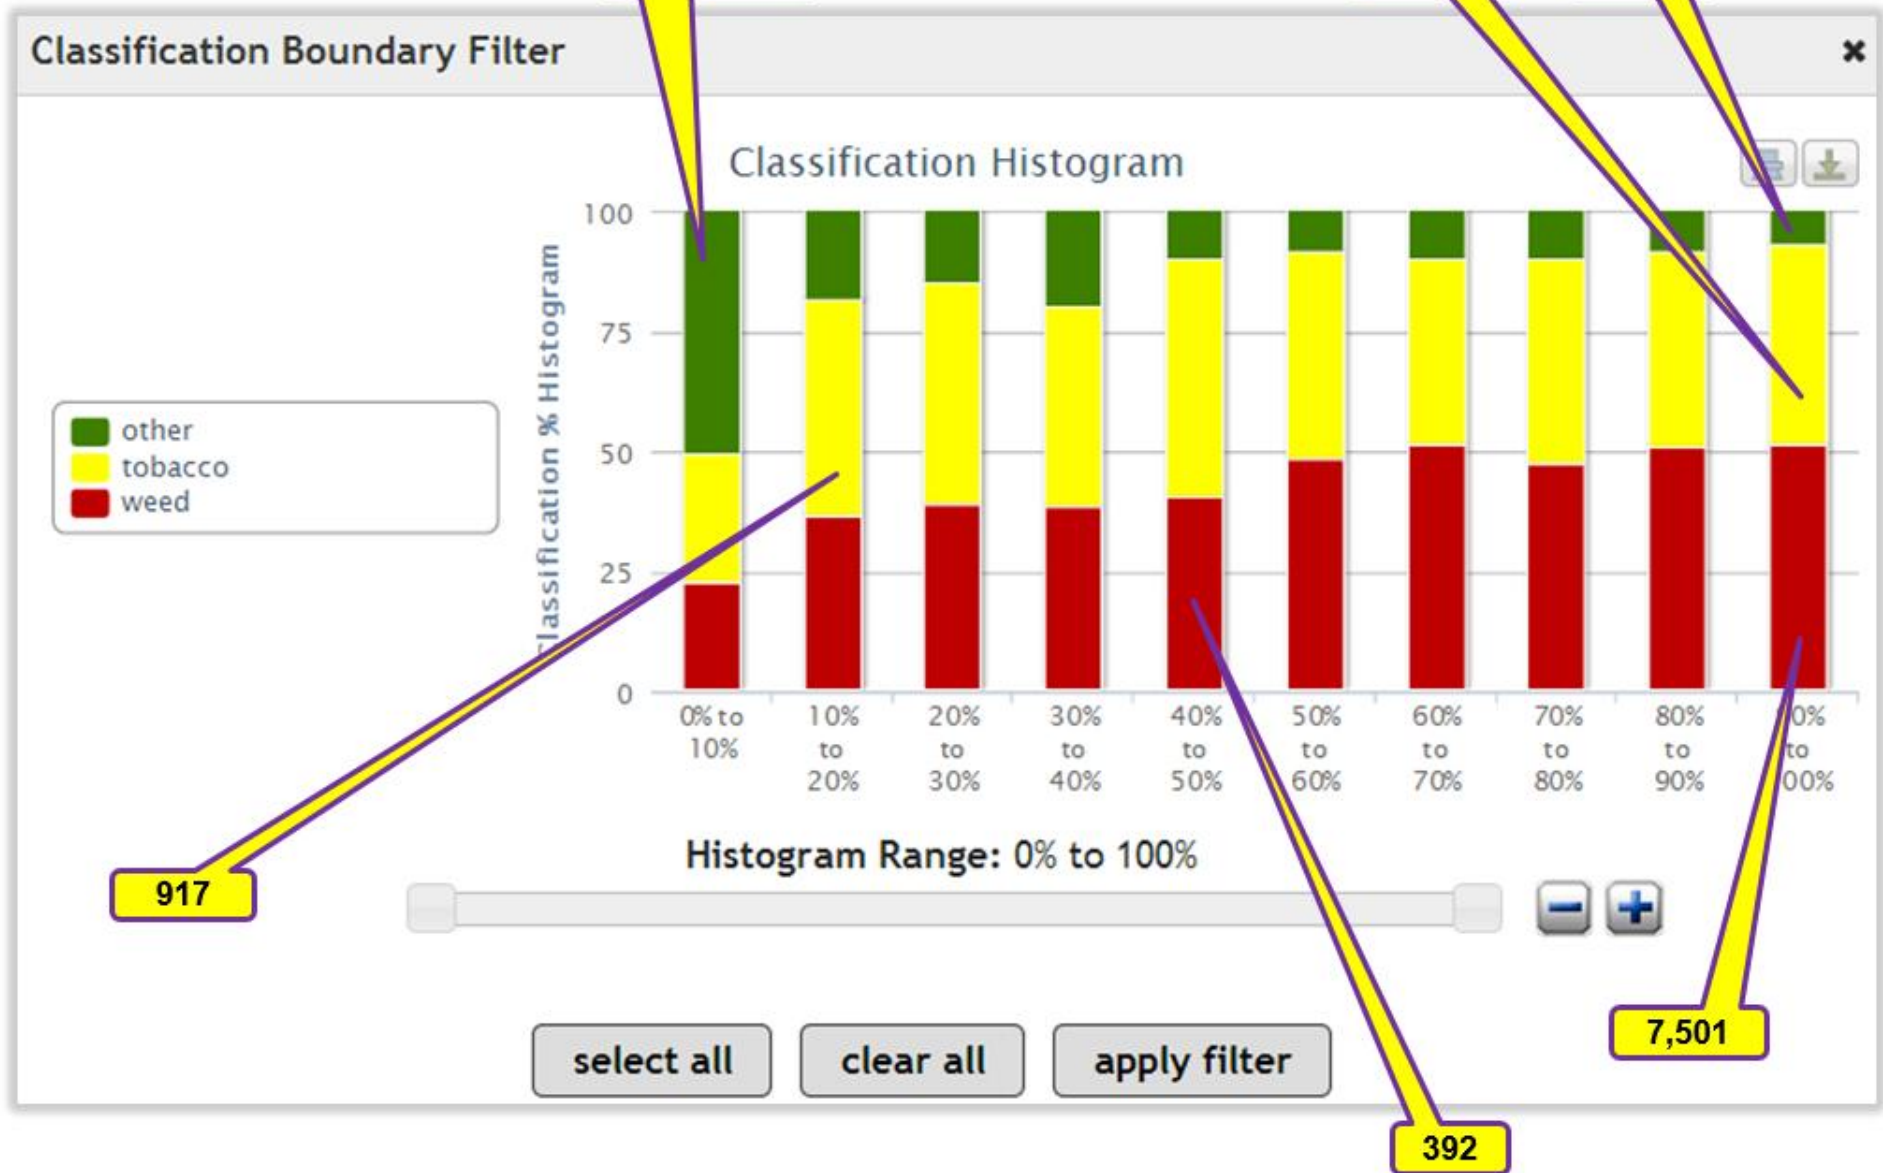 Classification Boundary Filter
Classification Histogram
100
75
50
25
0
% Histogram
other
tobacco
weed
0% to
10%
10%
to
20%
20%
to
30%
30%
to
40%
40%
to
50%
50%
to
60%
60%
to
70%
70%
to
80%
80%
to
90%
to
Histogram Range: 0% to 100%
917
select all
clear all
apply filter
7,501
392